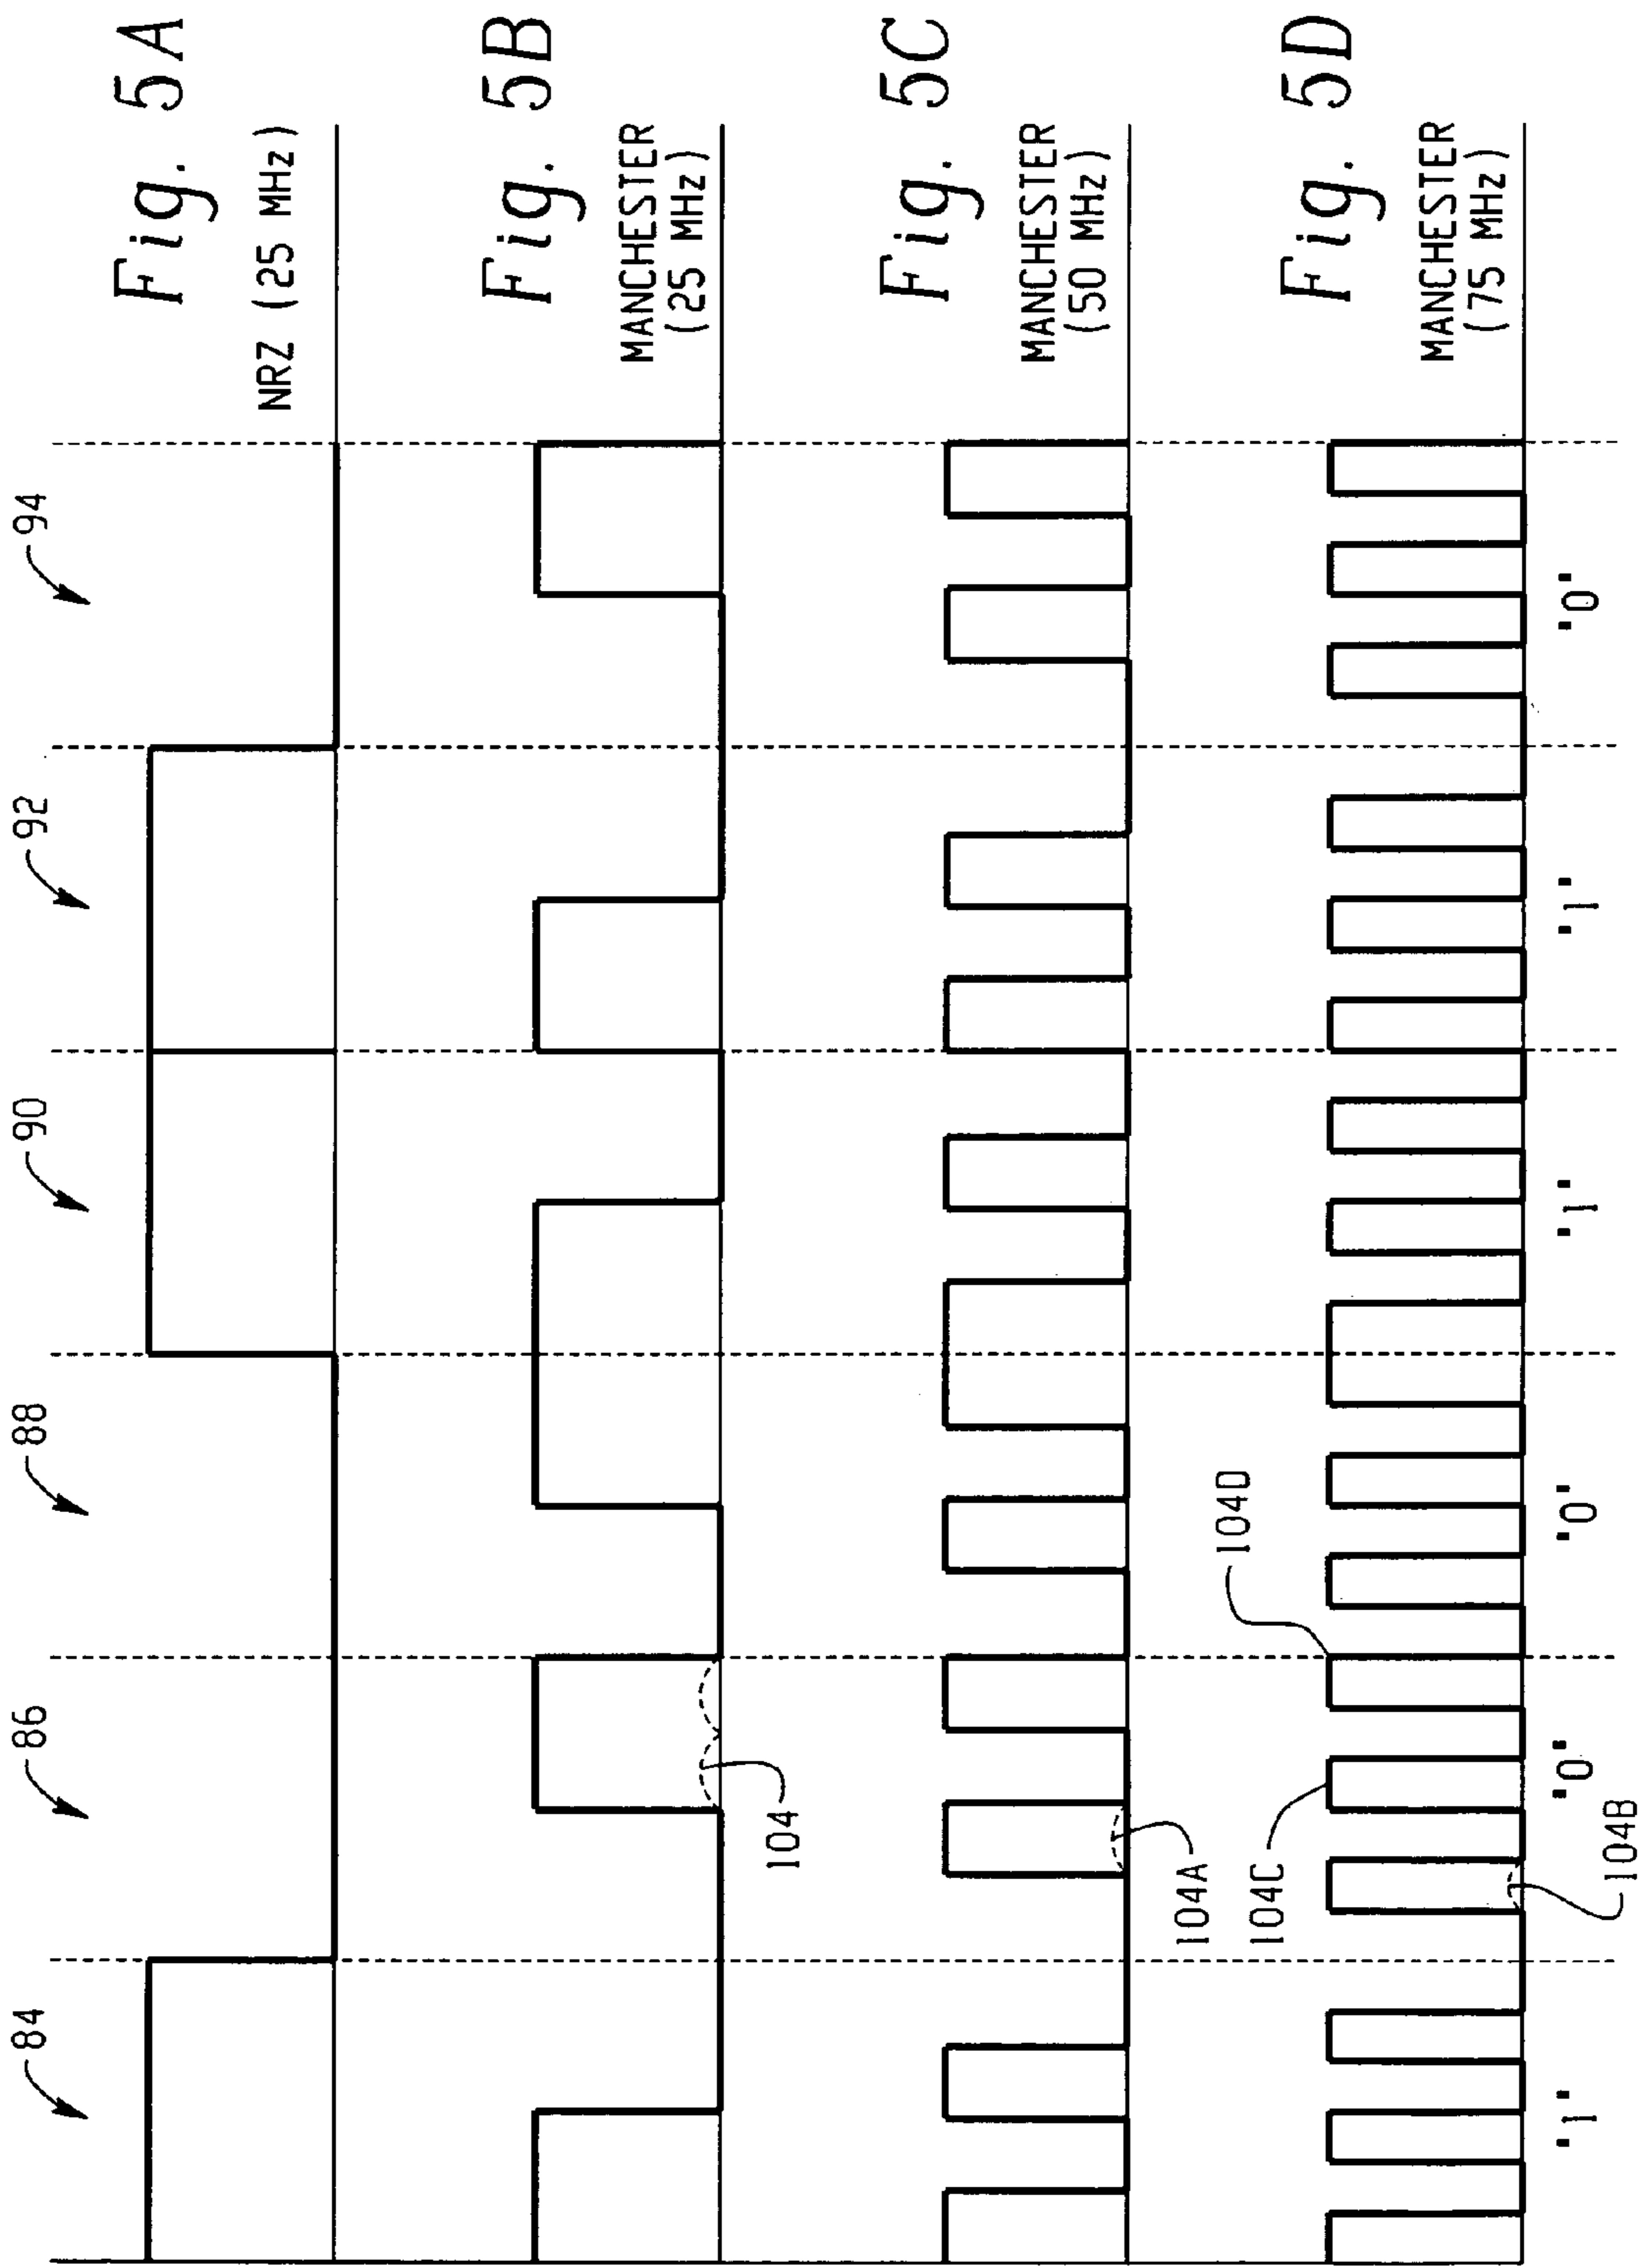 84 86 88 90 92 94
Fig. 5A
NRZ (25 MHz)
Fig. 5B
MANCHESTER
(25 MHz)
104
Fig. 5C
MANCHESTER
(50 MHz)
104A
Fig. 5D
MANCHESTER
(75 MHz)
104C
104D
104B
"1" "0" "0" "1" "1" "0"